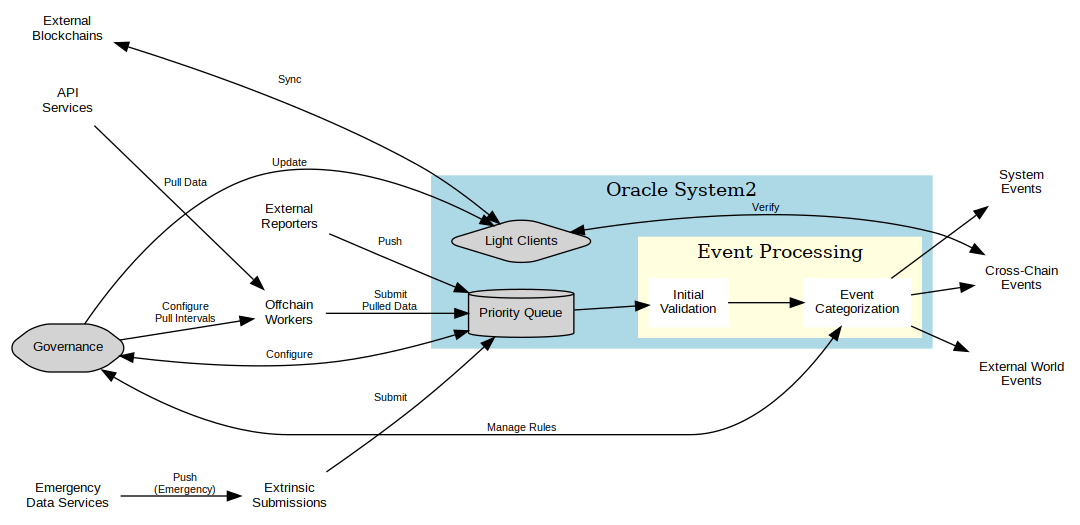 External
Blockchains
Sync
API
Services
Update
Pull Data
System
Events
Oracle System2
Verify
External
Reporters
Push
Light Clients
Event Processing
Cross-Chain
Events
Offchain
Workers
Configure
Pull Intervals
Submit
Pulled Data
Priority Queue
Initial
Validation
Event
Categorization
Governance
Configure
External World
Events
Submit
Manage Rules
Emergency
Data Services
Push
(Emergency)
Extrinsic
Submissions